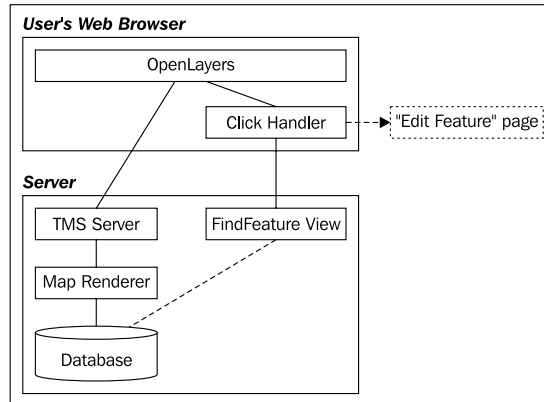 User's Web Browser
OpenLayers
Click Handler
"Edit Feature" page
Server
TMS Server
FindFeature View
Map Renderer
Database